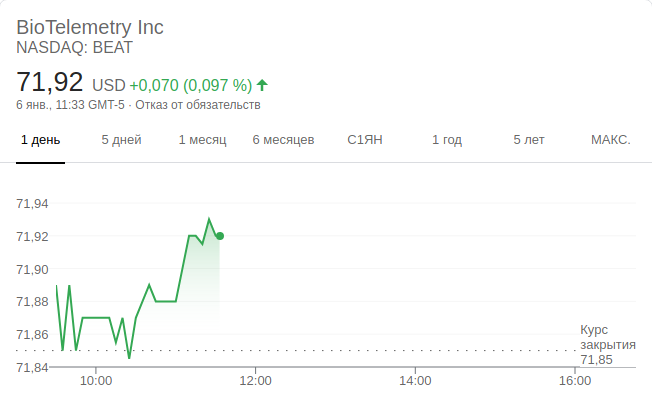 BioTelemetry Inc
NASDAQ: BEAT
71,92 USD +0,070 (0,097 %)
6 янв., 11:33 GMT-5 · Отказ от обязательств
1 день 5 дней 1 месяц 6 месяцев С1ЯН 1 год 5 лет МАКС.
71,94
71,92
71,90
71,88
71,86
71,84
Курс
закрытия
71,85
10:00 12:00 14:00 16:00